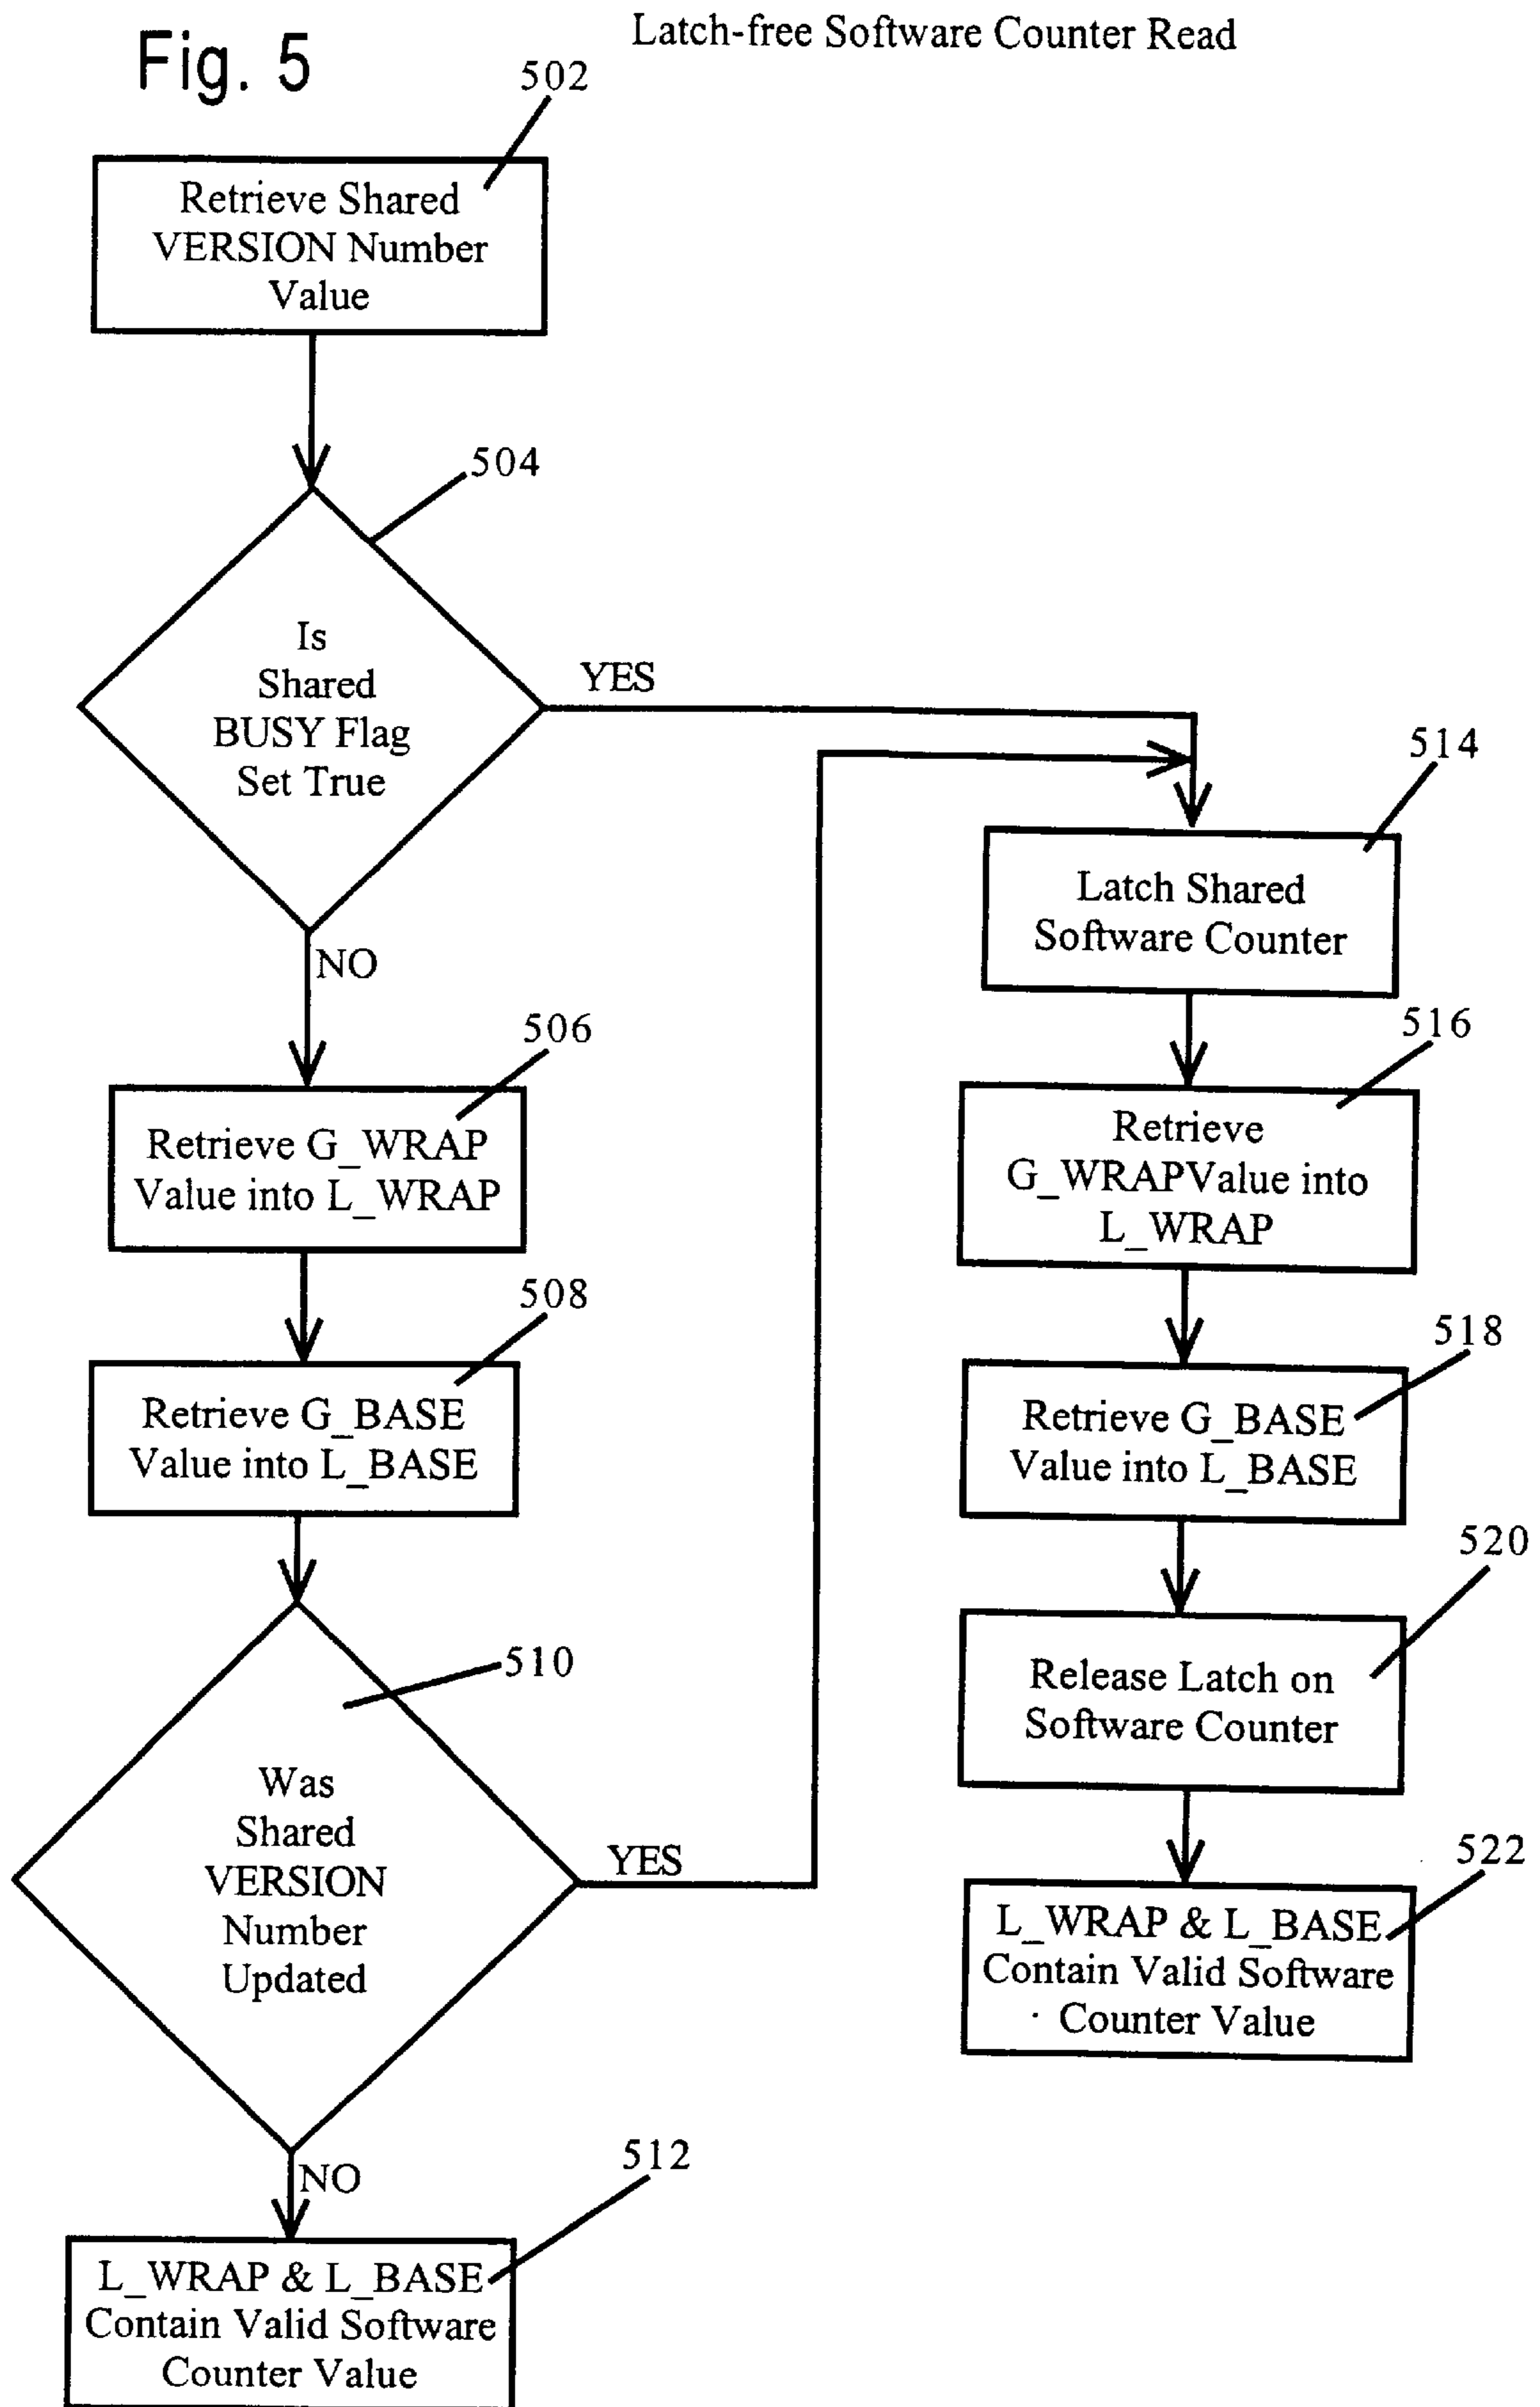 Fig. 5
Latch-free Software Counter Read
502
Retrieve Shared
VERSION Number
Value
504
Is
Shared
BUSY Flag
Set True
YES
NO
506
Retrieve G_WRAP
Value into L_WRAP
508
Retrieve G_BASE
Value into L_BASE
510
Was
Shared
VERSION
Number
Updated
YES
NO
512
L_WRAP & L_BASE
Contain Valid Software
Counter Value
514
Latch Shared
Software Counter
516
Retrieve
G_WRAPValue into
L_WRAP
518
Retrieve G_BASE
Value into L_BASE
520
Release Latch on
Software Counter
522
L_WRAP & L_BASE
Contain Valid Software
Counter Value